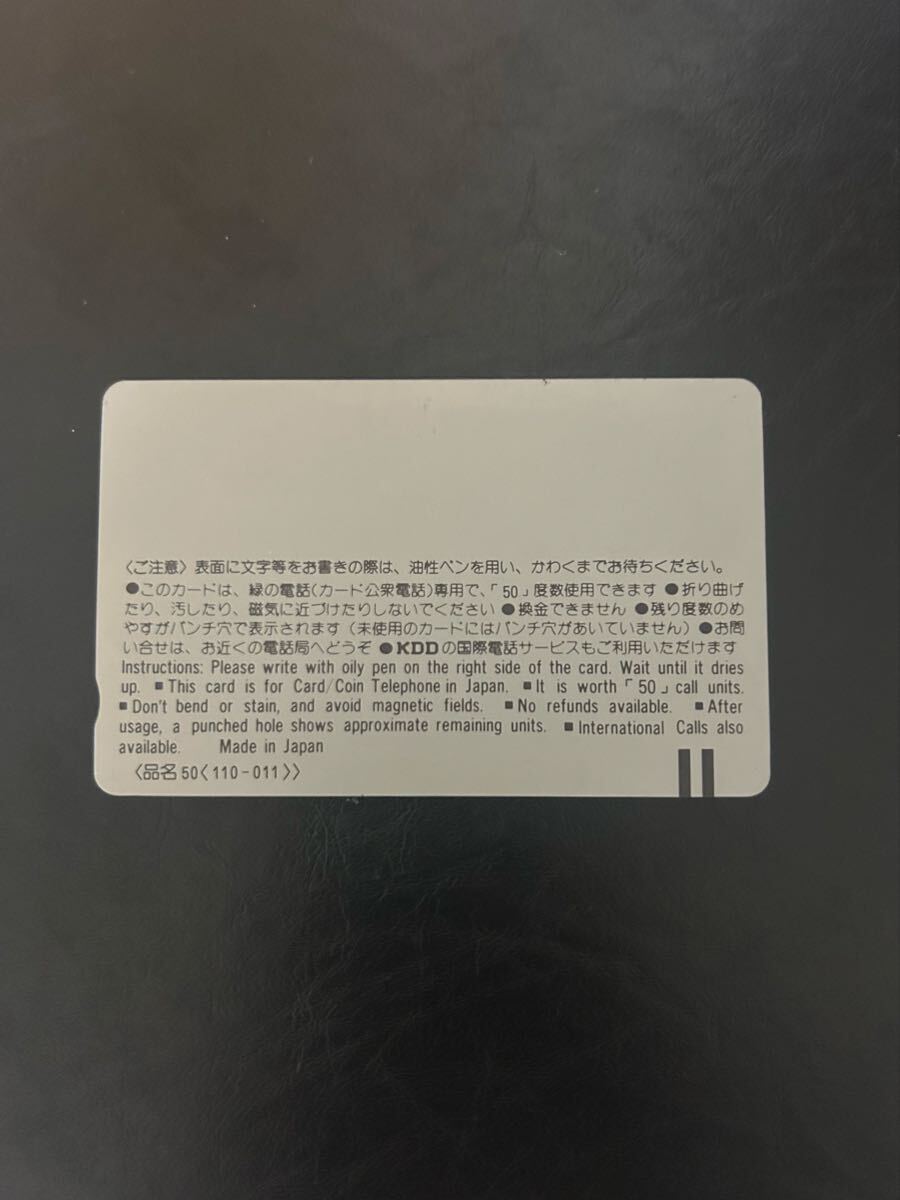 〈ご注意〉表面に文字等をお書きの際は、油性ペンを用い、かわくまでお待ちください。
●このカードは、緑の電話(カード公衆電話)専用で、｢50｣度数使用できます ●折り曲げ
たり、汚したり、磁気に近づけたりしないでください ●換金できません ●残り度数のめ
やすがパンチ穴で表示されます(未使用のカードにはパンチ穴があいていません) ●お問
い合せは、お近くの電話局へどうぞ ●KDDの国際電話サービスもご利用いただけます
Instructions: Please write with oily pen on the right side of the card. Wait until it dries
up. ■This card is for Card/Coin Telephone in Japan. ■It is worth ｢50｣ call units.
■Don't bend or stain, and avoid magnetic fields. ■No refunds available. ■After
usage, a punched hole shows approximate remaining units. ■International Calls also
available. Made in Japan
〈品名50〈110-011〉〉